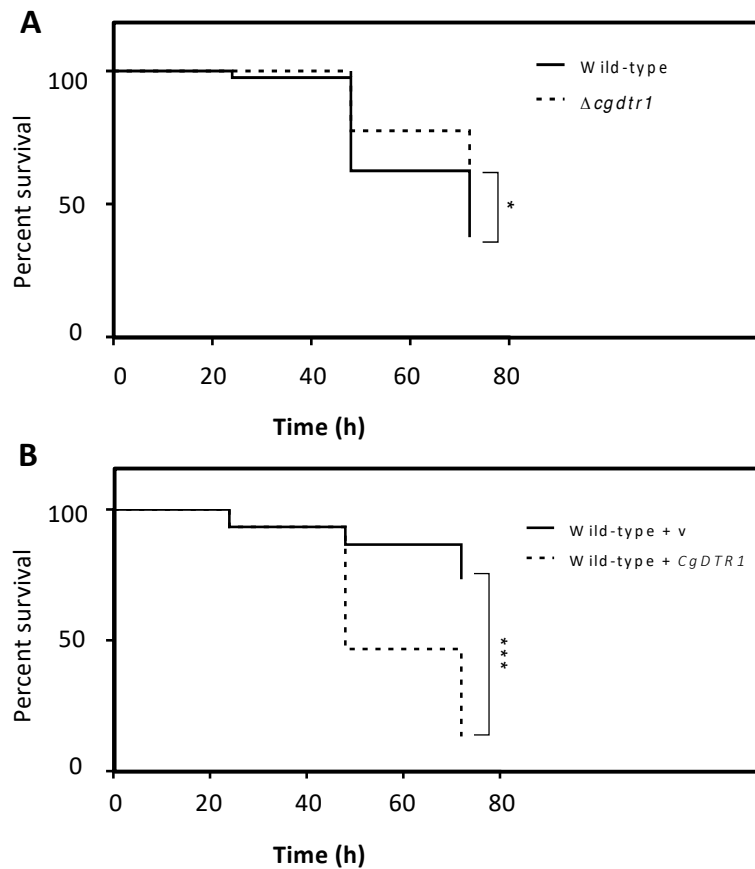 A
Percent survival
100
50
0
0 20 40 60 80
Time (h)
Wild-type
Δcgdtr1
*
B
Percent survival
100
50
0
0 20 40 60 80
Time (h)
Wild-type + v
Wild-type + CgDTR1
***